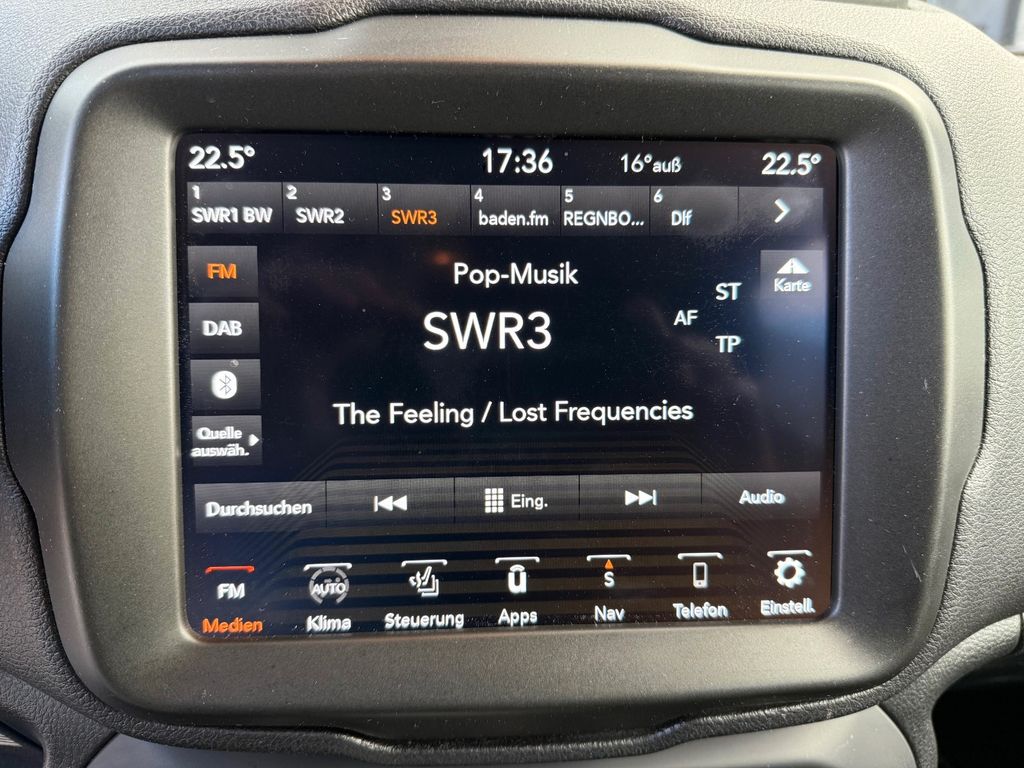 22.5° 17:36 16°auß 22.5°
1 2 3 4 5 6
SWR1 BW SWR2 SWR3 baden.fm REGNBO... Dlf
FM Pop-Musik Karte
ST
DAB SWR3 AF
TP
The Feeling / Lost Frequencies
Quelle
auswäh.
Durchsuchen Eing. Audio
FM AUTO S
Medien Klima Steuerung Apps Nav Telefon Einstell.